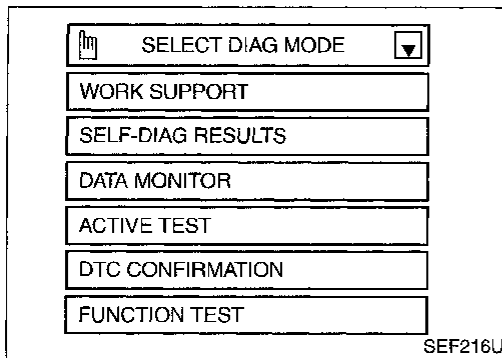 SELECT DIAG MODE
WORK SUPPORT
SELF-DIAG RESULTS
DATA MONITOR
ACTIVE TEST
DTC CONFIRMATION
FUNCTION TEST
SEF216U